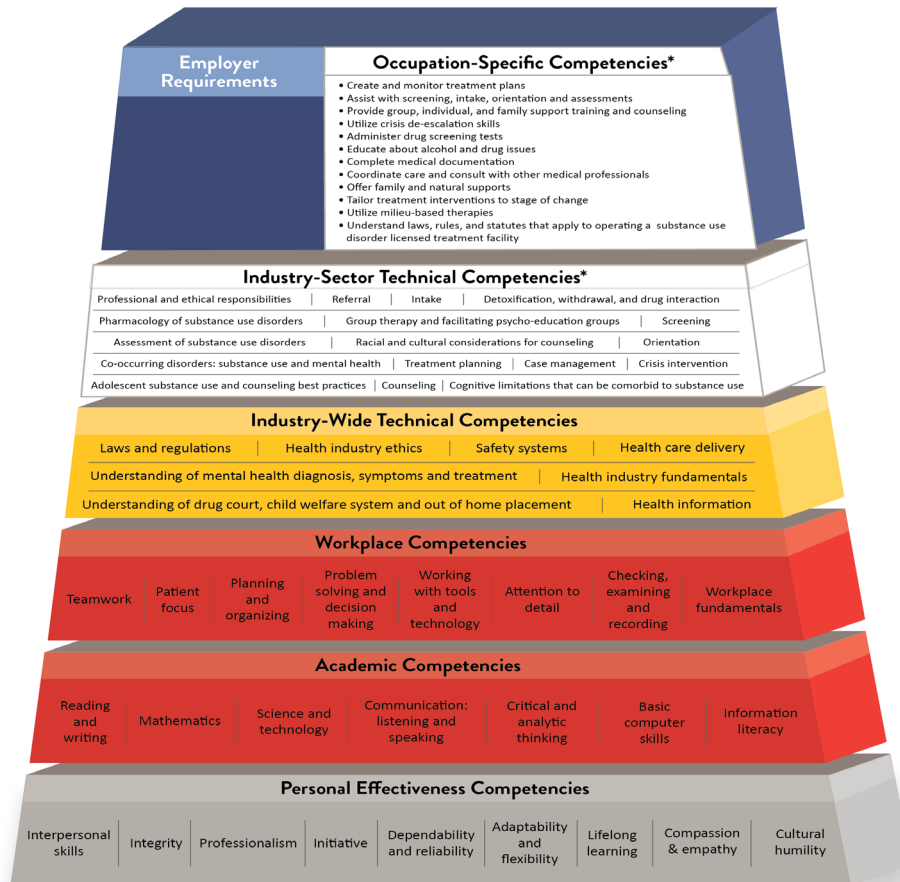 Employer
Requirements
Occupation-Specific Competencies*
• Create and monitor treatment plans
• Assist with screening, intake, orientation and assessments
• Provide group, individual, and family support training and counseling
• Utilize crisis de-escalation skills
• Administer drug screening tests
• Educate about alcohol and drug issues
• Complete medical documentation
• Coordinate care and consult with other medical professionals
• Offer family and natural supports
• Tailor treatment interventions to stage of change
• Utilize milieu-based therapies
• Understand laws, rules, and statutes that apply to operating a substance use
disorder licensed treatment facility
Industry-Sector Technical Competencies*
Professional and ethical responsibilities | Referral | Intake | Detoxification, withdrawal, and drug interaction
Pharmacology of substance use disorders | Group therapy and facilitating psycho-education groups | Screening
Assessment of substance use disorders | Racial and cultural considerations for counseling | Orientation
Co-occurring disorders: substance use and mental health | Treatment planning | Case management | Crisis intervention
Adolescent substance use and counseling best practices | Counseling | Cognitive limitations that can be comorbid to substance use
Industry-Wide Technical Competencies
Laws and regulations | Health industry ethics | Safety systems | Health care delivery
Understanding of mental health diagnosis, symptoms and treatment | Health industry fundamentals
Understanding of drug court, child welfare system and out of home placement | Health information
Workplace Competencies
Teamwork
Patient
focus
Planning
and
organizing
Problem
solving and
decision
making
Working
with tools
and
technology
Attention to
detail
Checking,
examining
and
recording
Workplace
fundamentals
Academic Competencies
Reading
and
writing
Mathematics
Science and
technology
Communication:
listening and
speaking
Critical and
analytic
thinking
Basic
computer
skills
Information
literacy
Personal Effectiveness Competencies
Interpersonal
skills
Integrity
Professionalism
Initiative
Dependability
and reliability
Adaptability
and
flexibility
Lifelong
learning
Compassion
& empathy
Cultural
humility